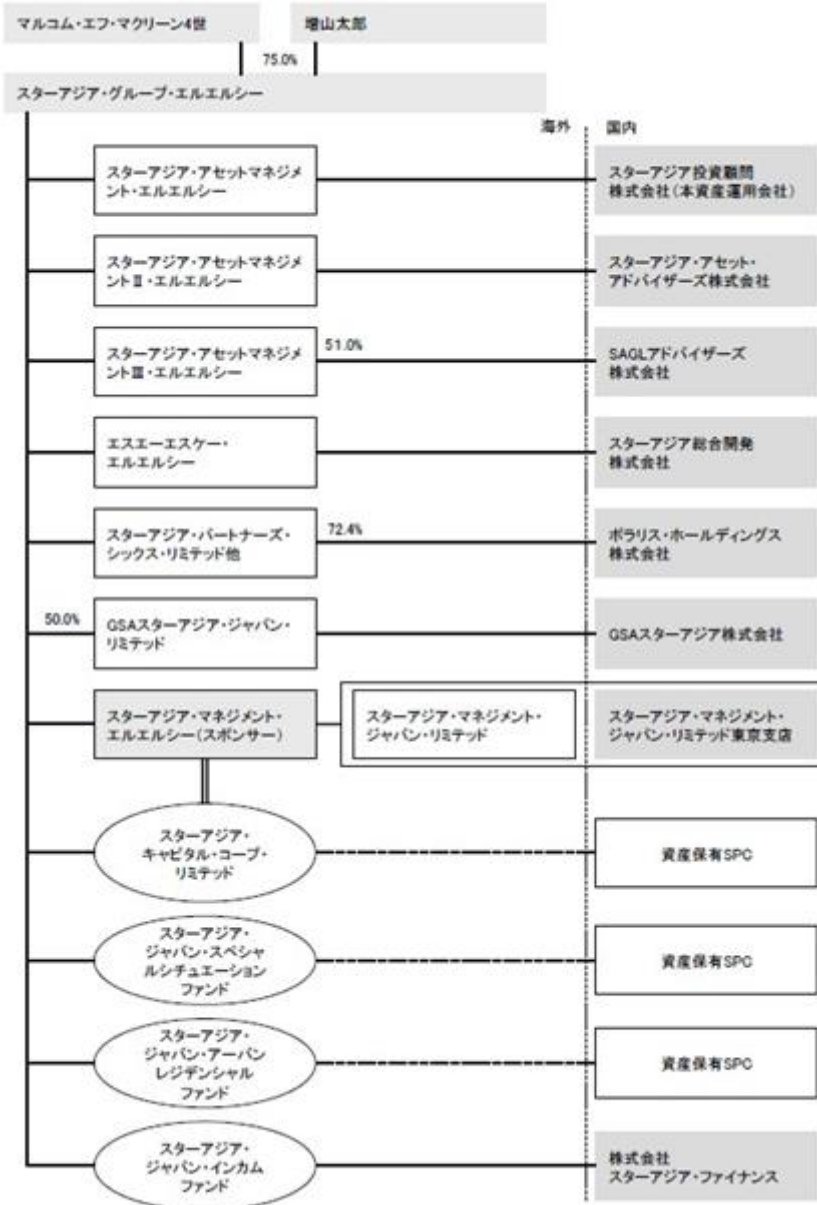 マルコム・エフ・マクリーン4世
増山太郎
75.0%
スターアジア・グループ・エルエルシー
海外
国内
スターアジア・アセットマネジメ
ント・エルエルシー
スターアジア投資顧問
株式会社(本資産運用会社)
スターアジア・アセットマネジメ
ントⅡ・エルエルシー
スターアジア・アセット・
アドバイザーズ株式会社
スターアジア・アセットマネジメ
ントⅢ・エルエルシー
51.0%
SAGLアドバイザーズ
株式会社
エスエーエスケー・
エルエルシー
スターアジア総合開発
株式会社
スターアジア・パートナーズ・
シックス・リミテッド他
72.4%
ポラリス・ホールディングス
株式会社
50.0%
GSAスターアジア・ジャパン・
リミテッド
GSAスターアジア株式会社
スターアジア・マネジメント・
エルエルシー(スポンサー)
スターアジア・マネジメント・
ジャパン・リミテッド
スターアジア・マネジメント・
ジャパン・リミテッド東京支店
スターアジア・
キャピタル・コープ・
リミテッド
資産保有SPC
スターアジア・
ジャパン・スペシャ
ルシチュエーション
ファンド
資産保有SPC
スターアジア・
ジャパン・アーバン
レジデンシャル
ファンド
資産保有SPC
スターアジア・
ジャパン・インカム
ファンド
株式会社
スターアジア・ファイナンス